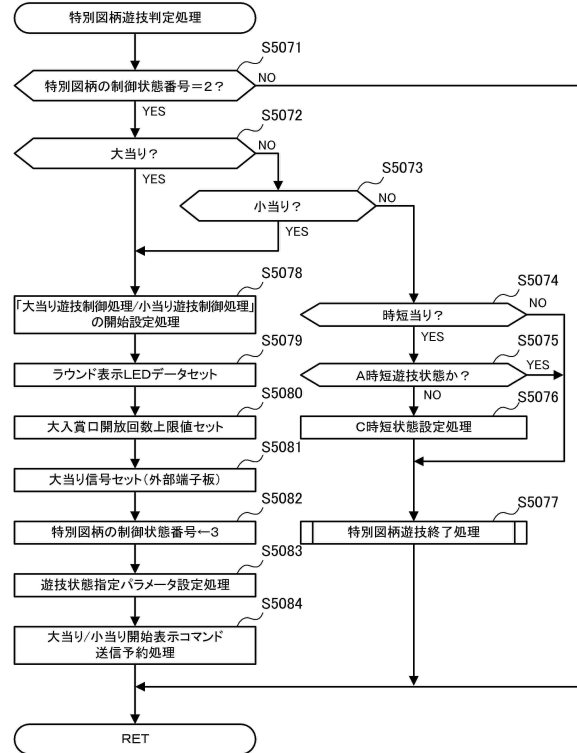 特別図柄遊技判定処理
S5071
特別図柄の制御状態番号＝2？
NO
YES
S5072
大当り？
NO
YES
S5073
小当り？
NO
YES
S5078
「大当り遊技制御処理/小当り遊技制御処理」
の開始設定処理
S5074
時短当り？
NO
YES
S5079
ラウンド表示LEDデータセット
S5075
A時短遊技状態か？
YES
NO
S5080
大入賞口開放回数上限値セット
S5076
C時短状態設定処理
S5081
大当り信号セット（外部端子板）
S5082
特別図柄の制御状態番号←3
S5077
特別図柄遊技終了処理
S5083
遊技状態指定パラメータ設定処理
S5084
大当り/小当り開始表示コマンド
送信予約処理
RET